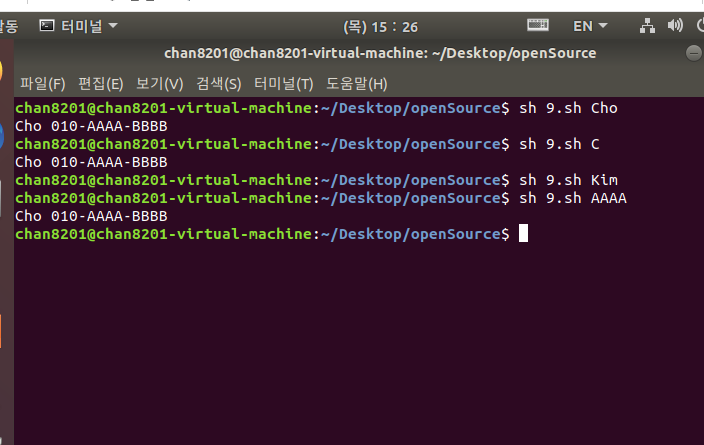 터미널
(목) 15 : 26
EN
chan8201@chan8201-virtual-machine: ~/Desktop/openSource
파일(F) 편집(E) 보기(V) 검색(S) 터미널(T) 도움말(H)
chan8201@chan8201-virtual-machine:~/Desktop/openSource$ sh 9.sh Cho
Cho 010-AAAA-BBBB
chan8201@chan8201-virtual-machine:~/Desktop/openSource$ sh 9.sh C
Cho 010-AAAA-BBBB
chan8201@chan8201-virtual-machine:~/Desktop/openSource$ sh 9.sh Kim
chan8201@chan8201-virtual-machine:~/Desktop/openSource$ sh 9.sh AAAA
Cho 010-AAAA-BBBB
chan8201@chan8201-virtual-machine:~/Desktop/openSource$